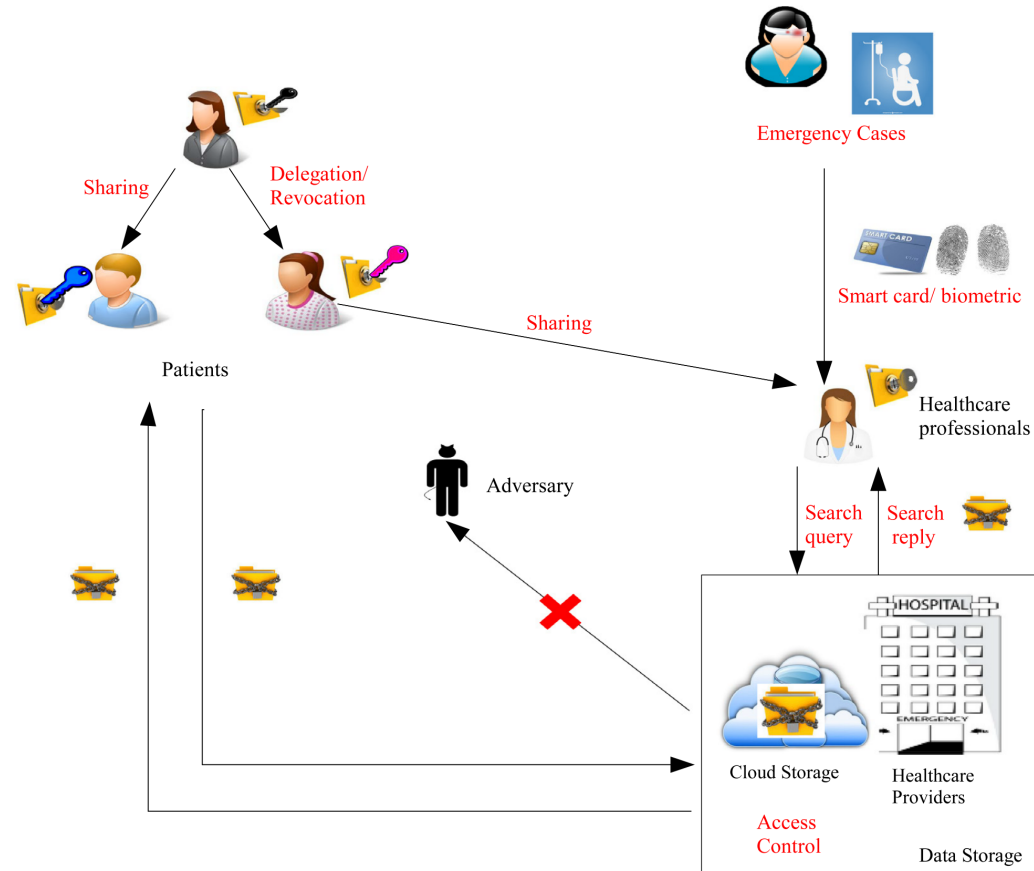 Emergency Cases
Sharing
Delegation/
Revocation
SMART CARD
Smart card/ biometric
Sharing
Patients
Healthcare
professionals
Adversary
Search
query
Search
reply
HOSPITAL
EMERGENCY
Cloud Storage
Healthcare
Providers
Access
Control
Data Storage